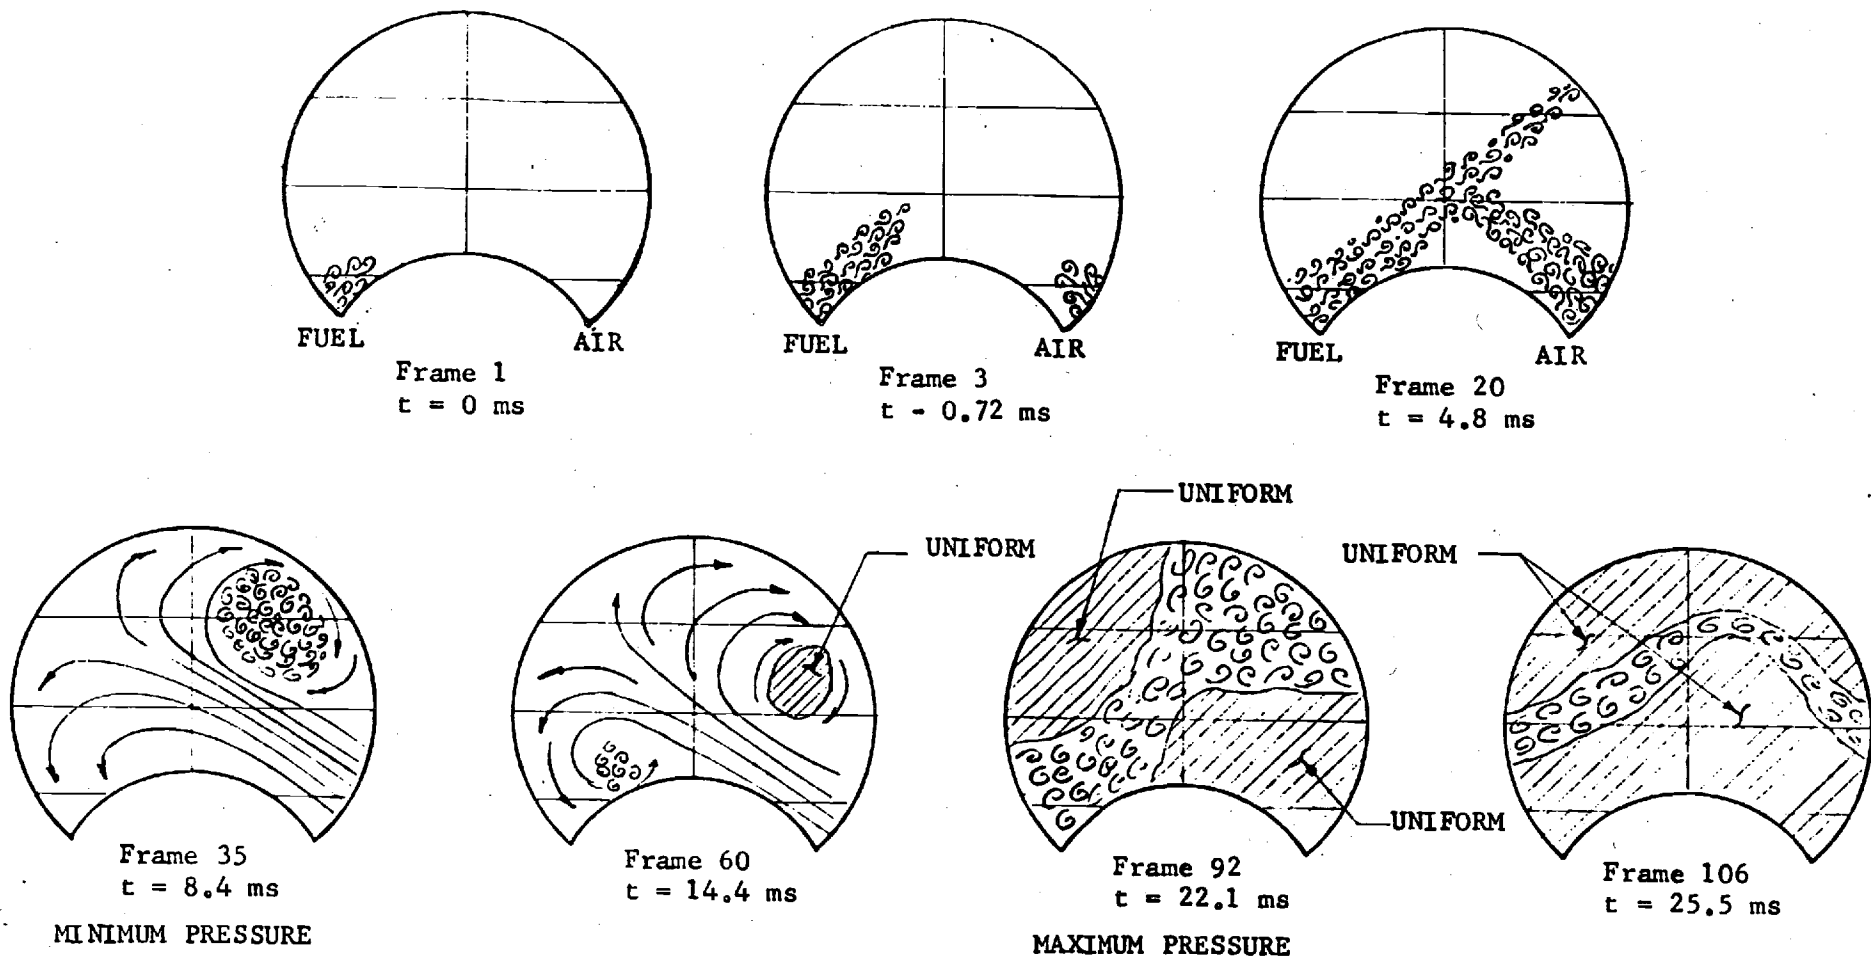 FUEL
AIR
Frame 1
t = 0 ms
FUEL
AIR
Frame 3
t - 0.72 ms
FUEL
AIR
Frame 20
t = 4.8 ms
UNIFORM
UNIFORM
UNIFORM
UNIFORM
Frame 35
t = 8.4 ms
MINIMUM PRESSURE
Frame 60
t = 14.4 ms
Frame 92
t = 22.1 ms
MAXIMUM PRESSURE
Frame 106
t = 25.5 ms